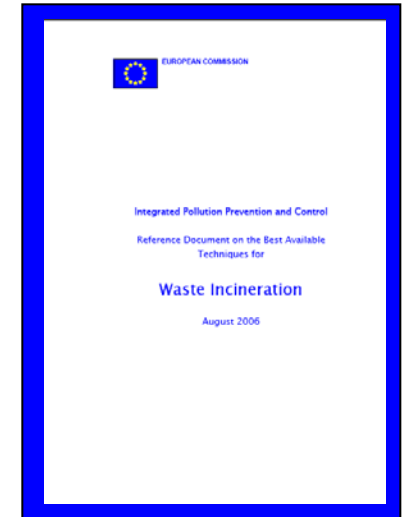 EUROPEAN COMMISSION
Integrated Pollution Prevention and Control
Reference Document on the Best Available
Techniques for
Waste Incineration
August 2006